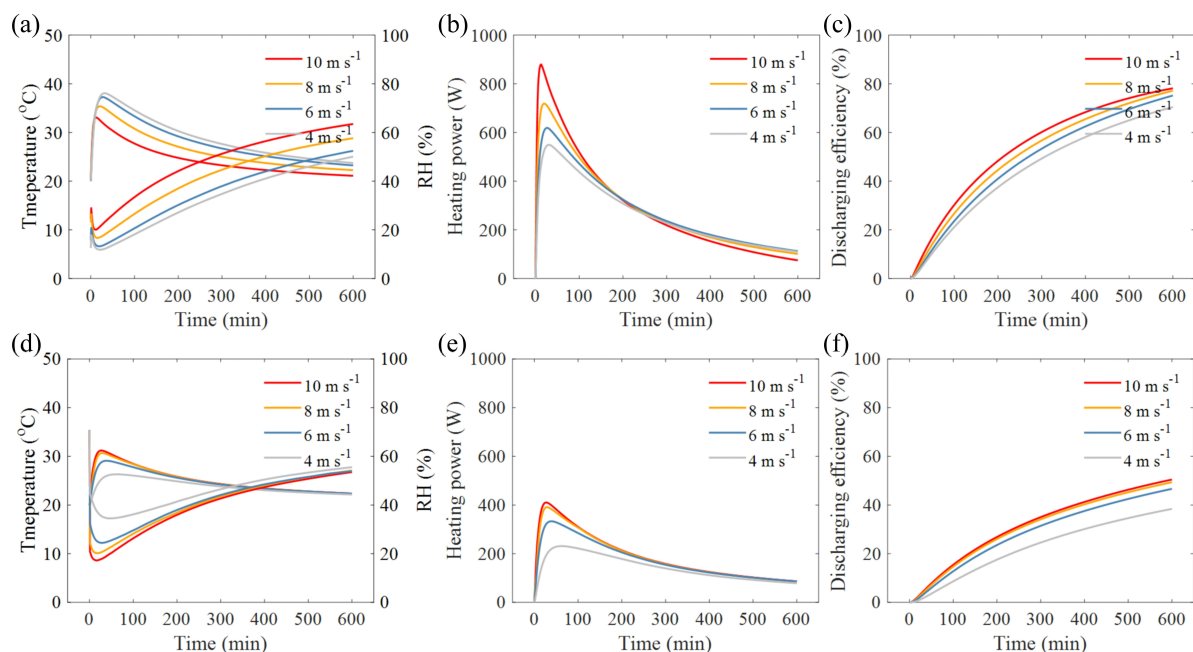 (a)
50
40
30
20
10
0
Tmeperature (°C)
100
80
60
40
20
0
RH (%)
10 m s-1
8 m s-1
6 m s-1
4 m s-1
0 100 200 300 400 500 600
Time (min)
(b)
1000
800
600
400
200
0
Heating power (W)
10 m s-1
8 m s-1
6 m s-1
4 m s-1
0 100 200 300 400 500 600
Time (min)
(c)
100
80
60
40
20
0
Discharging efficiency (%)
10 m s-1
8 m s-1
6 m s-1
4 m s-1
0 100 200 300 400 500 600
Time (min)
(d)
50
40
30
20
10
0
Tmeperature (°C)
100
80
60
40
20
0
RH (%)
10 m s-1
8 m s-1
6 m s-1
4 m s-1
0 100 200 300 400 500 600
Time (min)
(e)
1000
800
600
400
200
0
Heating power (W)
10 m s-1
8 m s-1
6 m s-1
4 m s-1
0 100 200 300 400 500 600
Time (min)
(f)
100
80
60
40
20
0
Discharging efficiency (%)
10 m s-1
8 m s-1
6 m s-1
4 m s-1
0 100 200 300 400 500 600
Time (min)